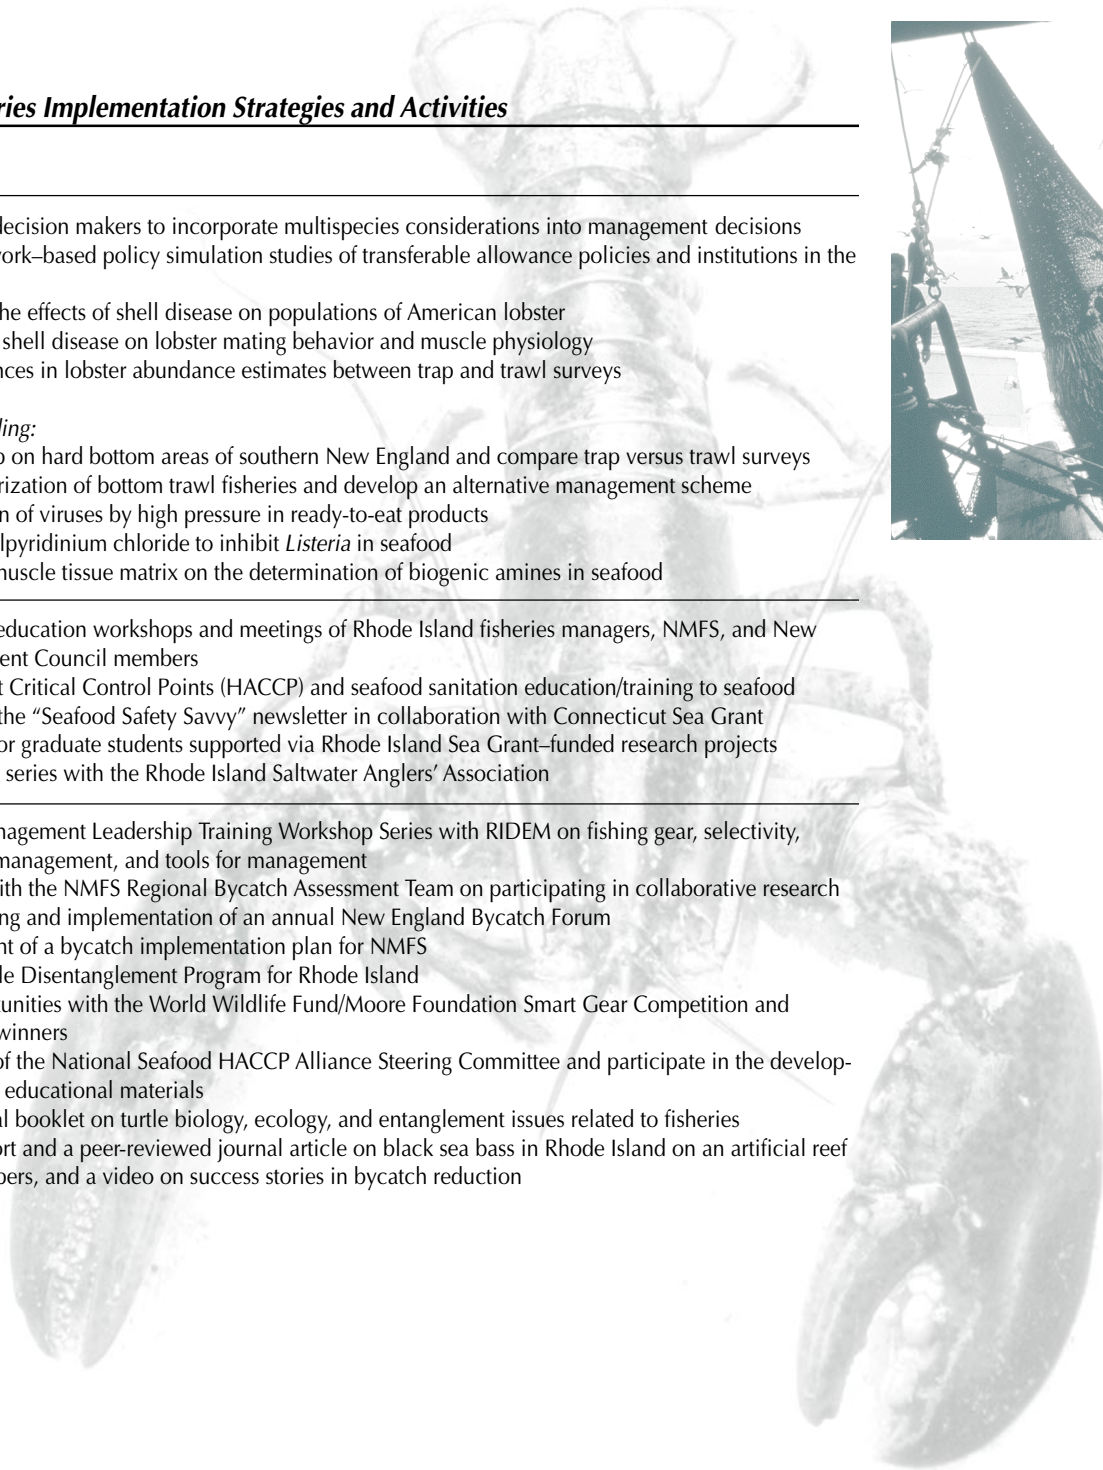 ries Implementation Strategies and Activities
decision makers to incorporate multispecies considerations into management decisions
work–based policy simulation studies of transferable allowance policies and institutions in the
he effects of shell disease on populations of American lobster
shell disease on lobster mating behavior and muscle physiology
nces in lobster abundance estimates between trap and trawl surveys
ling:
p on hard bottom areas of southern New England and compare trap versus trawl surveys
rization of bottom trawl fisheries and develop an alternative management scheme
n of viruses by high pressure in ready-to-eat products
lpyridinium chloride to inhibit Listeria in seafood
muscle tissue matrix on the determination of biogenic amines in seafood
education workshops and meetings of Rhode Island fisheries managers, NMFS, and New
ent Council members
t Critical Control Points (HACCP) and seafood sanitation education/training to seafood
the “Seafood Safety Savvy” newsletter in collaboration with Connecticut Sea Grant
or graduate students supported via Rhode Island Sea Grant–funded research projects
series with the Rhode Island Saltwater Anglers’ Association
nagement Leadership Training Workshop Series with RIDEM on fishing gear, selectivity,
management, and tools for management
ith the NMFS Regional Bycatch Assessment Team on participating in collaborative research
ng and implementation of an annual New England Bycatch Forum
nt of a bycatch implementation plan for NMFS
le Disentanglement Program for Rhode Island
tunities with the World Wildlife Fund/Moore Foundation Smart Gear Competition and
winners
of the National Seafood HACCP Alliance Steering Committee and participate in the develop-
educational materials
al booklet on turtle biology, ecology, and entanglement issues related to fisheries
ort and a peer-reviewed journal article on black sea bass in Rhode Island on an artificial reef
pers, and a video on success stories in bycatch reduction